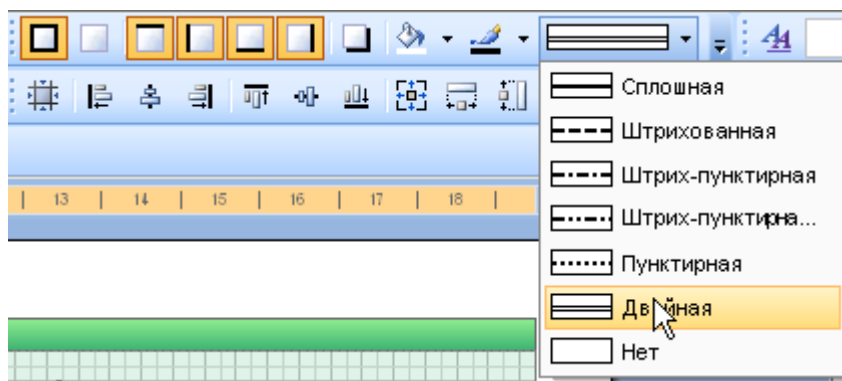 Сплошная
Штрихованная
Штрих-пунктирная
Штрих-пунктирна...
13 14 15 16 17 18
Пунктирная
Двойная
Нет